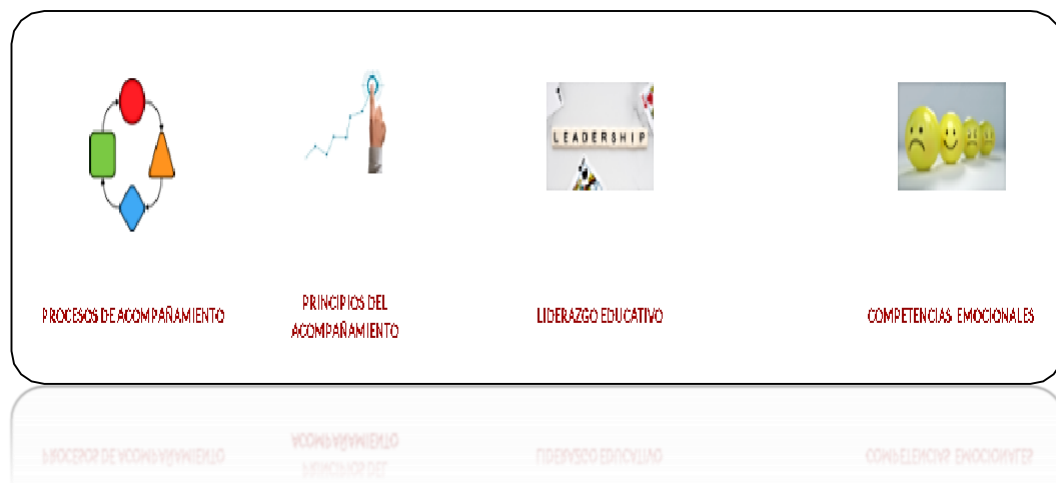 LEADERSHIP
PROCESOS DE ACOMPAÑAMIENTO
PRINCIPIOS DEL
ACOMPAÑAMIENTO
LIDERAZGO EDUCATIVO
COMPETENCIAS EMOCIONALES